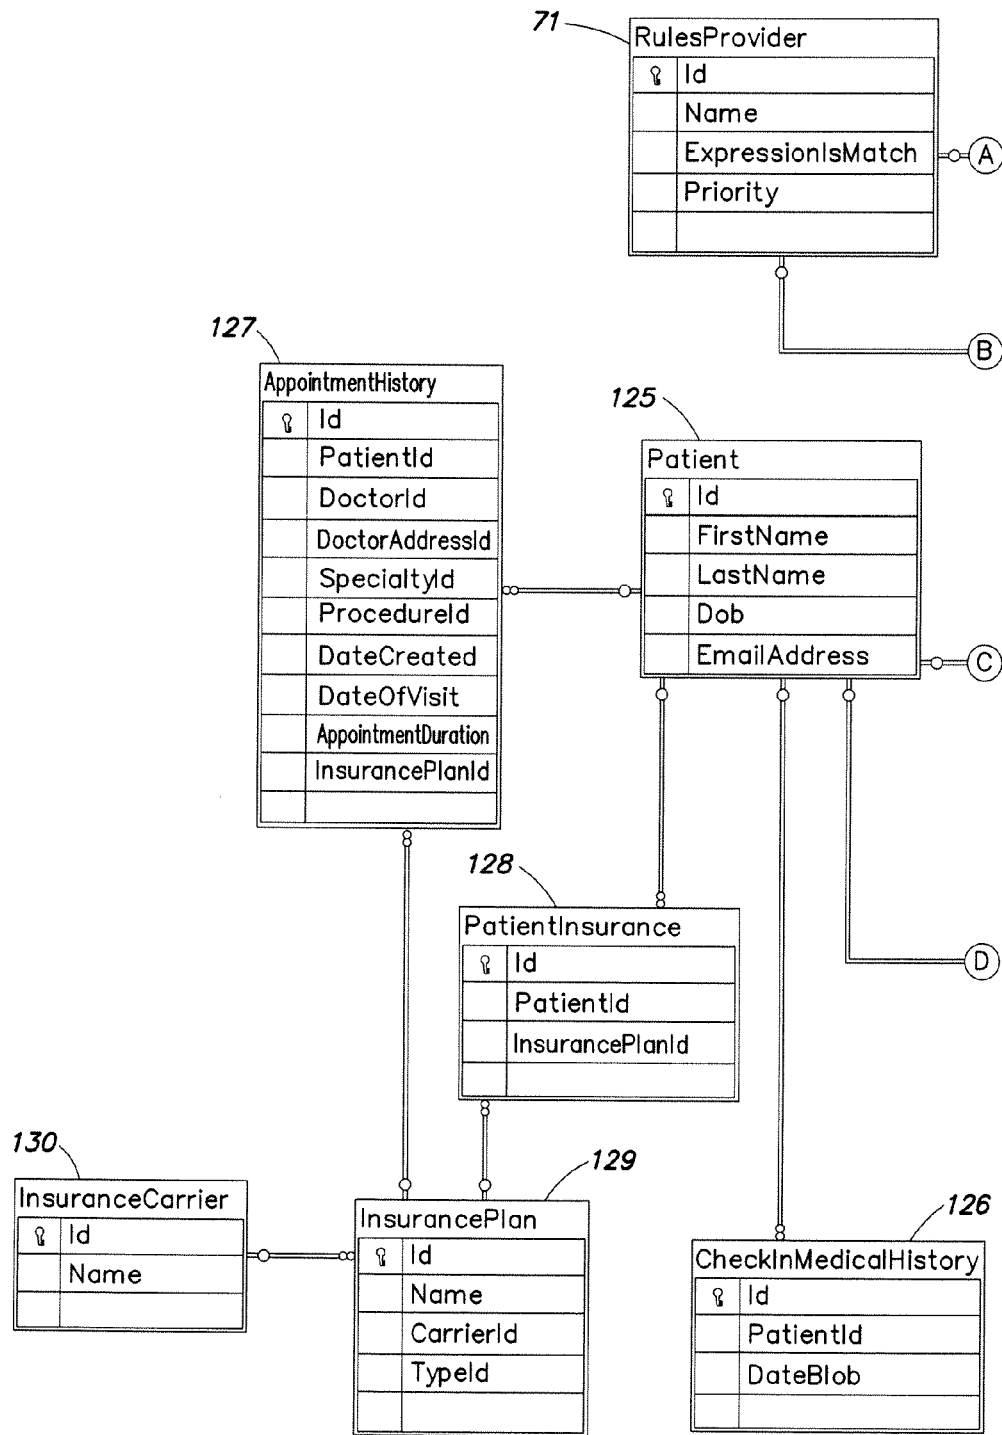 71
RulesProvider
Id
Name
ExpressionIsMatch
A
Priority
B
127
AppointmentHistory
Id
PatientId
DoctorId
DoctorAddressId
SpecialtyId
ProcedureId
DateCreated
DateOfVisit
AppointmentDuration
InsurancePlanId
125
Patient
Id
FirstName
LastName
Dob
EmailAddress
C
D
128
PatientInsurance
Id
PatientId
InsurancePlanId
130
InsuranceCarrier
Id
Name
129
InsurancePlan
Id
Name
CarrierId
TypeId
126
CheckInMedicalHistory
Id
PatientId
DateBlob